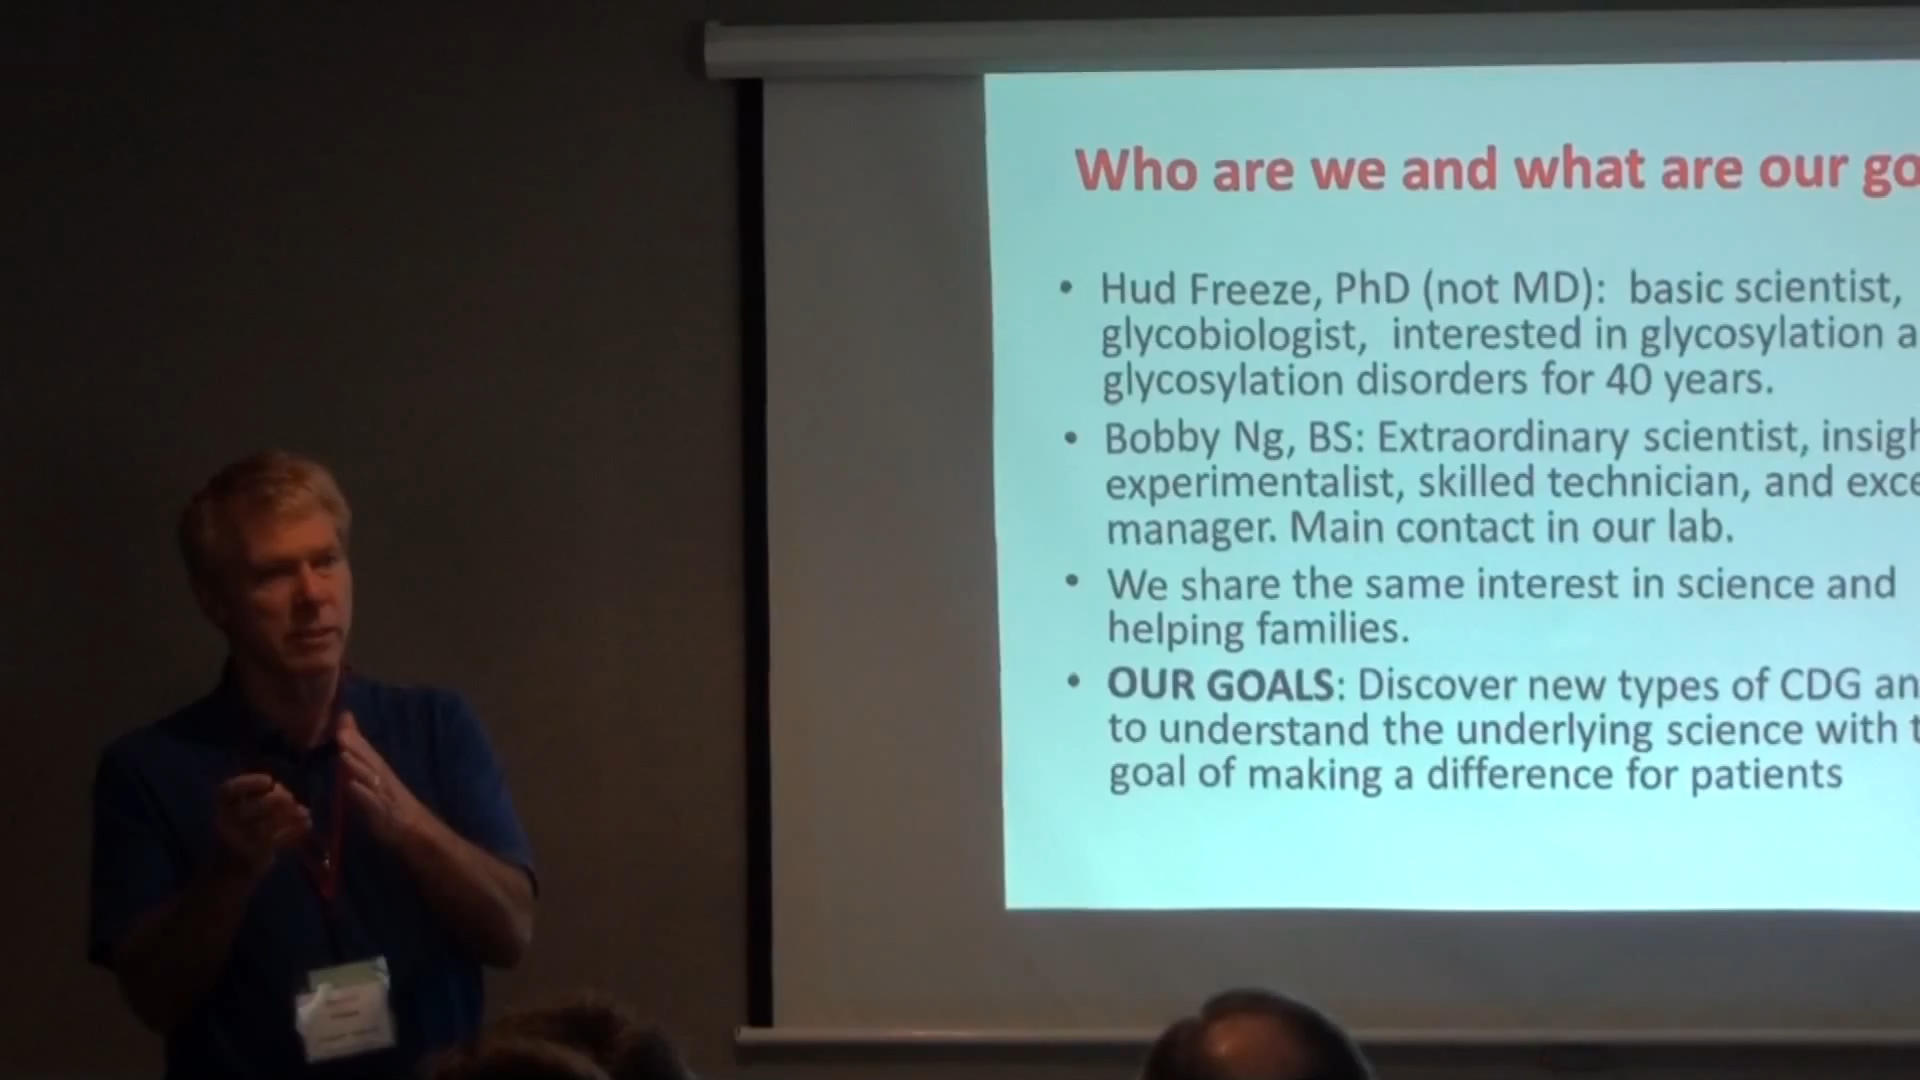 Who are we and what are our go
• Hud Freeze, PhD (not MD): basic scientist,
glycobiologist, interested in glycosylation a
glycosylation disorders for 40 years.
• Bobby Ng, BS: Extraordinary scientist, insigh
experimentalist, skilled technician, and exce
manager. Main contact in our lab.
• We share the same interest in science and
helping families.
• OUR GOALS: Discover new types of CDG an
to understand the underlying science with t
goal of making a difference for patients